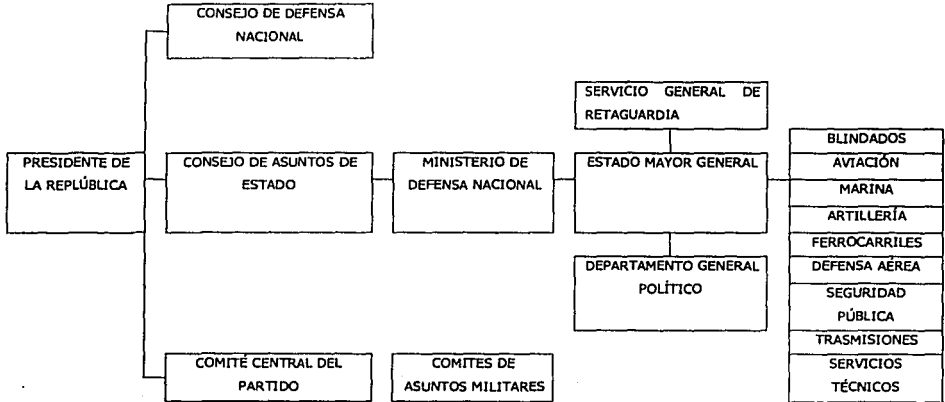 CONSEJO DE DEFENSA
NACIONAL
PRESIDENTE DE
LA REPLÚBLICA
CONSEJO DE ASUNTOS DE
ESTADO
MINISTERIO DE
DEFENSA NACIONAL
SERVICIO GENERAL DE
RETAGUARDIA
ESTADO MAYOR GENERAL
DEPARTAMENTO GENERAL
POLÍTICO
BLINDADOS
AVIACIÓN
MARINA
ARTILLERÍA
FERROCARRILES
DEFENSA AÉREA
SEGURIDAD
PÚBLICA
TRASMISIONES
SERVICIOS
TÉCNICOS
COMITÉ CENTRAL DEL
PARTIDO
COMITES DE
ASUNTOS MILITARES